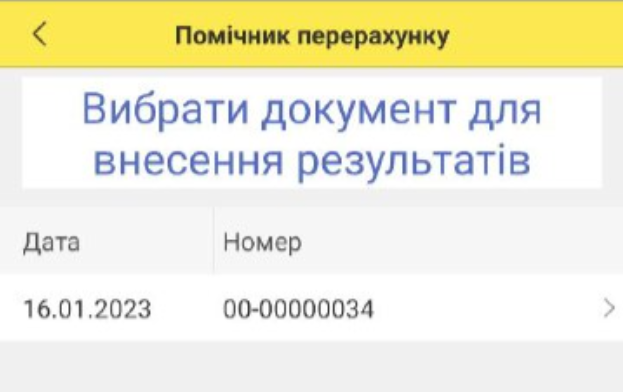 Помічник перерахунку
Вибрати документ для
внесення результатів
Дата Номер
16.01.2023 00-00000034